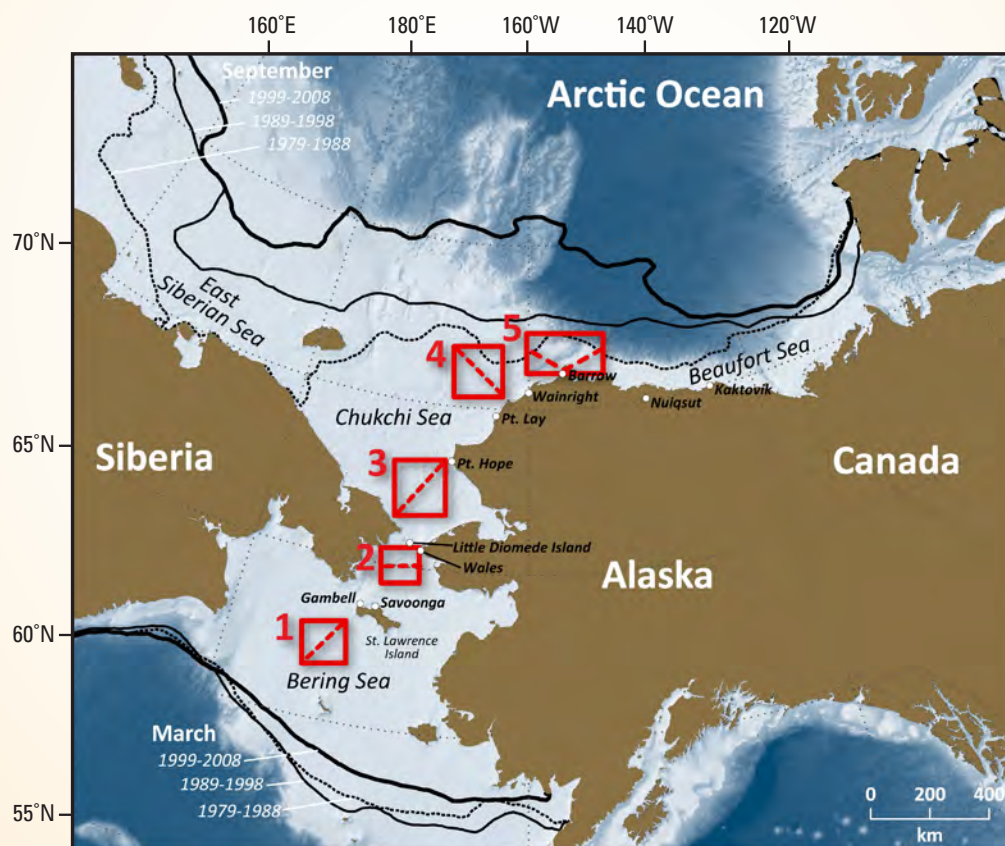 160°E 180°E 160°W 140°W 120°W
September
1999-2008
1989-1998
1979-1988
Arctic Ocean
70°N
East
Siberian Sea
4
5
Beaufort Sea
Barrow
Kaktovik
Wainright
Nuiqsut
Chukchi Sea
Pt. Lay
65°N
Siberia
3
Pt. Hope
Canada
Little Diomede Island
2
Wales
Alaska
Gambell
Savoonga
60°N
1
St. Lawrence
Island
Bering Sea
March
1999-2008
1989-1998
1979-1988
55°N
0 200 400
km